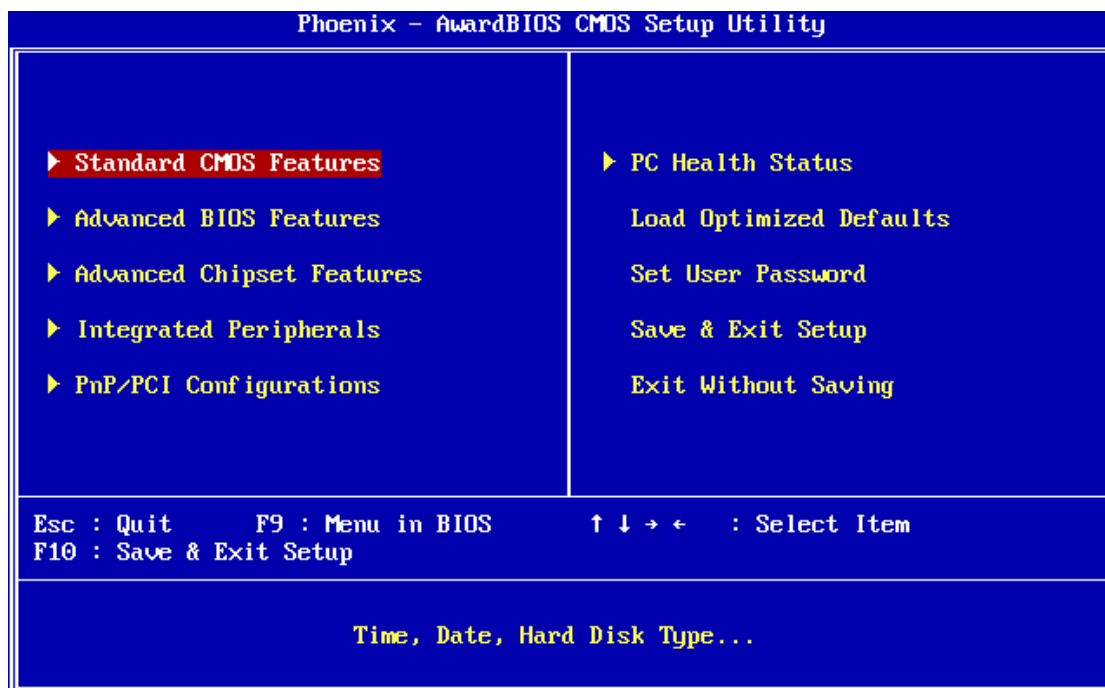 Phoenix - AwardBIOS CMOS Setup Utility
Standard CMOS Features
Advanced BIOS Features
Advanced Chipset Features
Integrated Peripherals
PnP/PCI Configurations
PC Health Status
Load Optimized Defaults
Set User Password
Save & Exit Setup
Exit Without Saving
Esc : Quit F9 : Menu in BIOS ↑ ↓ → ← : Select Item
F10 : Save & Exit Setup
Time, Date, Hard Disk Type...